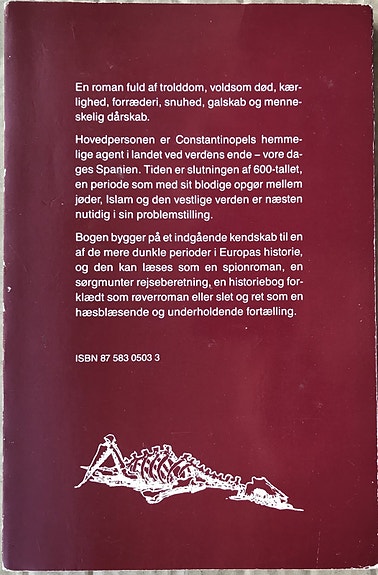 En roman fuld af trolddom, voldsom død, kær-
lighed, forræderi, snuhed, galskab og menne-
skelig dårskab.
Hovedpersonen er Constantinopels hemme-
lige agent i landet ved verdens ende – vore da-
ges Spanien. Tiden er slutningen af 600-tallet,
en periode som med sit blodige opgør mellem
jøder, Islam og den vestlige verden er næsten
nutidig i sin problemstilling.
Bogen bygger på et indgående kendskab til en
af de mere dunkle perioder i Europas historie,
og den kan læses som en spionroman, en
sørgmunter rejseberetning, en historiebog for-
klædt som røverroman eller slet og ret som en
hæsblæsende og underholdende fortælling.
ISBN 87 583 0503 3